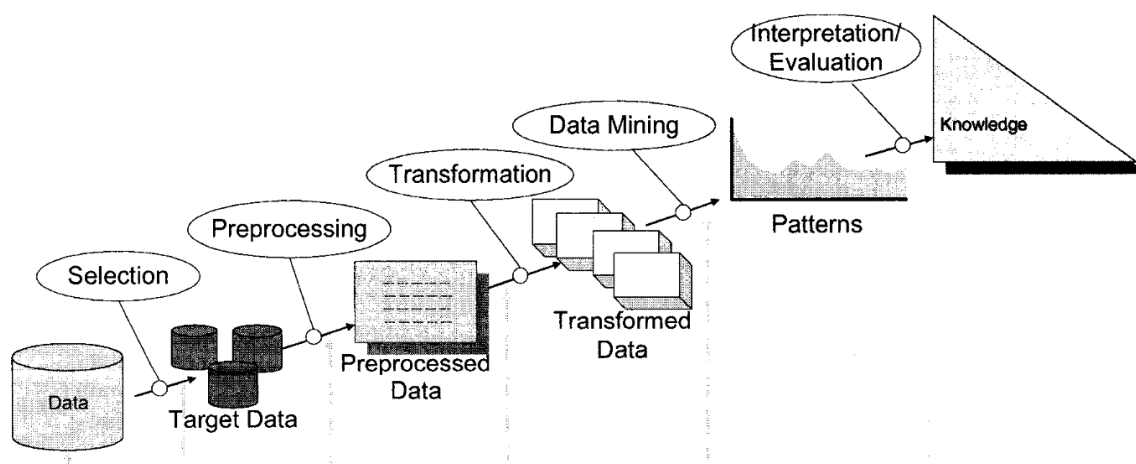 Interpretation/
Evaluation
Knowledge
Data Mining
Patterns
Transformation
Transformed
Data
Preprocessing
Preprocessed
Data
Selection
Target Data
Data